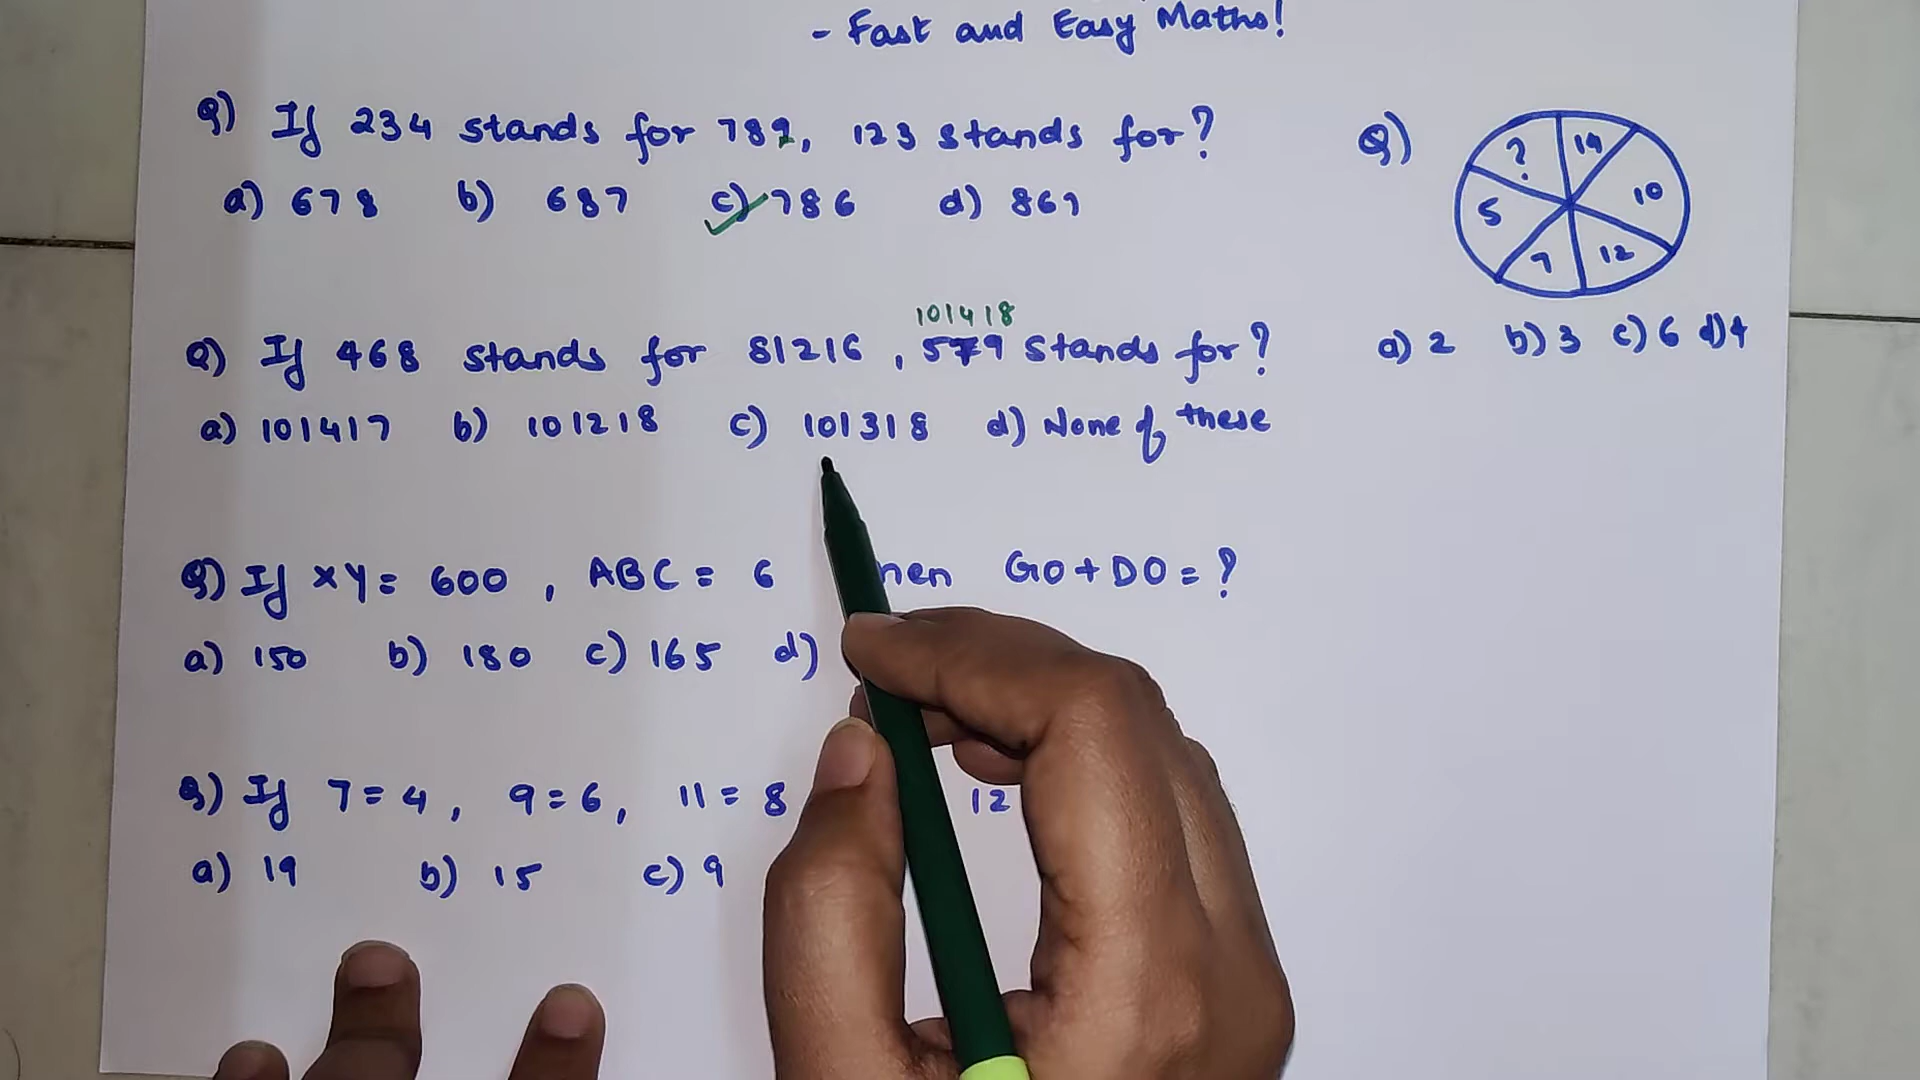 - Fast and Easy Maths!
Q) If 234 stands for 789, 123 stands for?
a) 678 b) 687 c) 786 d) 869
101418
Q) If 468 stands for 81216, 579 stands for?
a) 101417 b) 101218 c) 101318 d) None of these
Q) If XY = 600, ABC = 6 GO + DO = ?
a) 150 b) 180 c) 165 d)
Q) If 7 = 4, 9 = 6, 11 = 8 12
a) 19 b) 15 c) 9
Q)
? 14
5 10
9 12
a) 2 b) 3 c) 6 d) 4